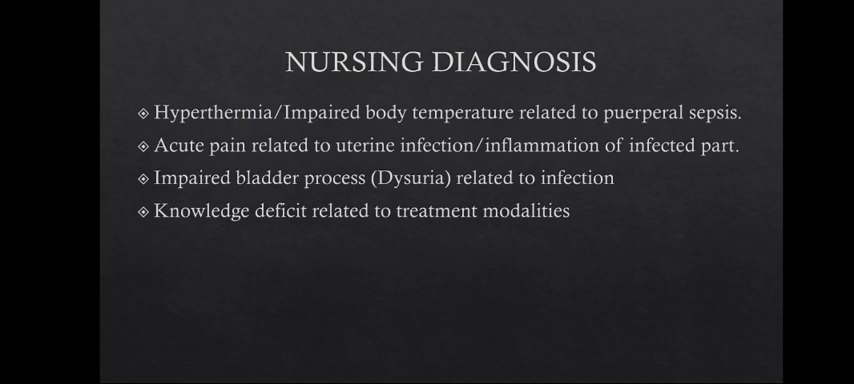 NURSING DIAGNOSIS
Hyperthermia/Impaired body temperature related to puerperal sepsis.
Acute pain related to uterine infection/inflammation of infected part.
Impaired bladder process (Dysuria) related to infection
Knowledge deficit related to treatment modalities